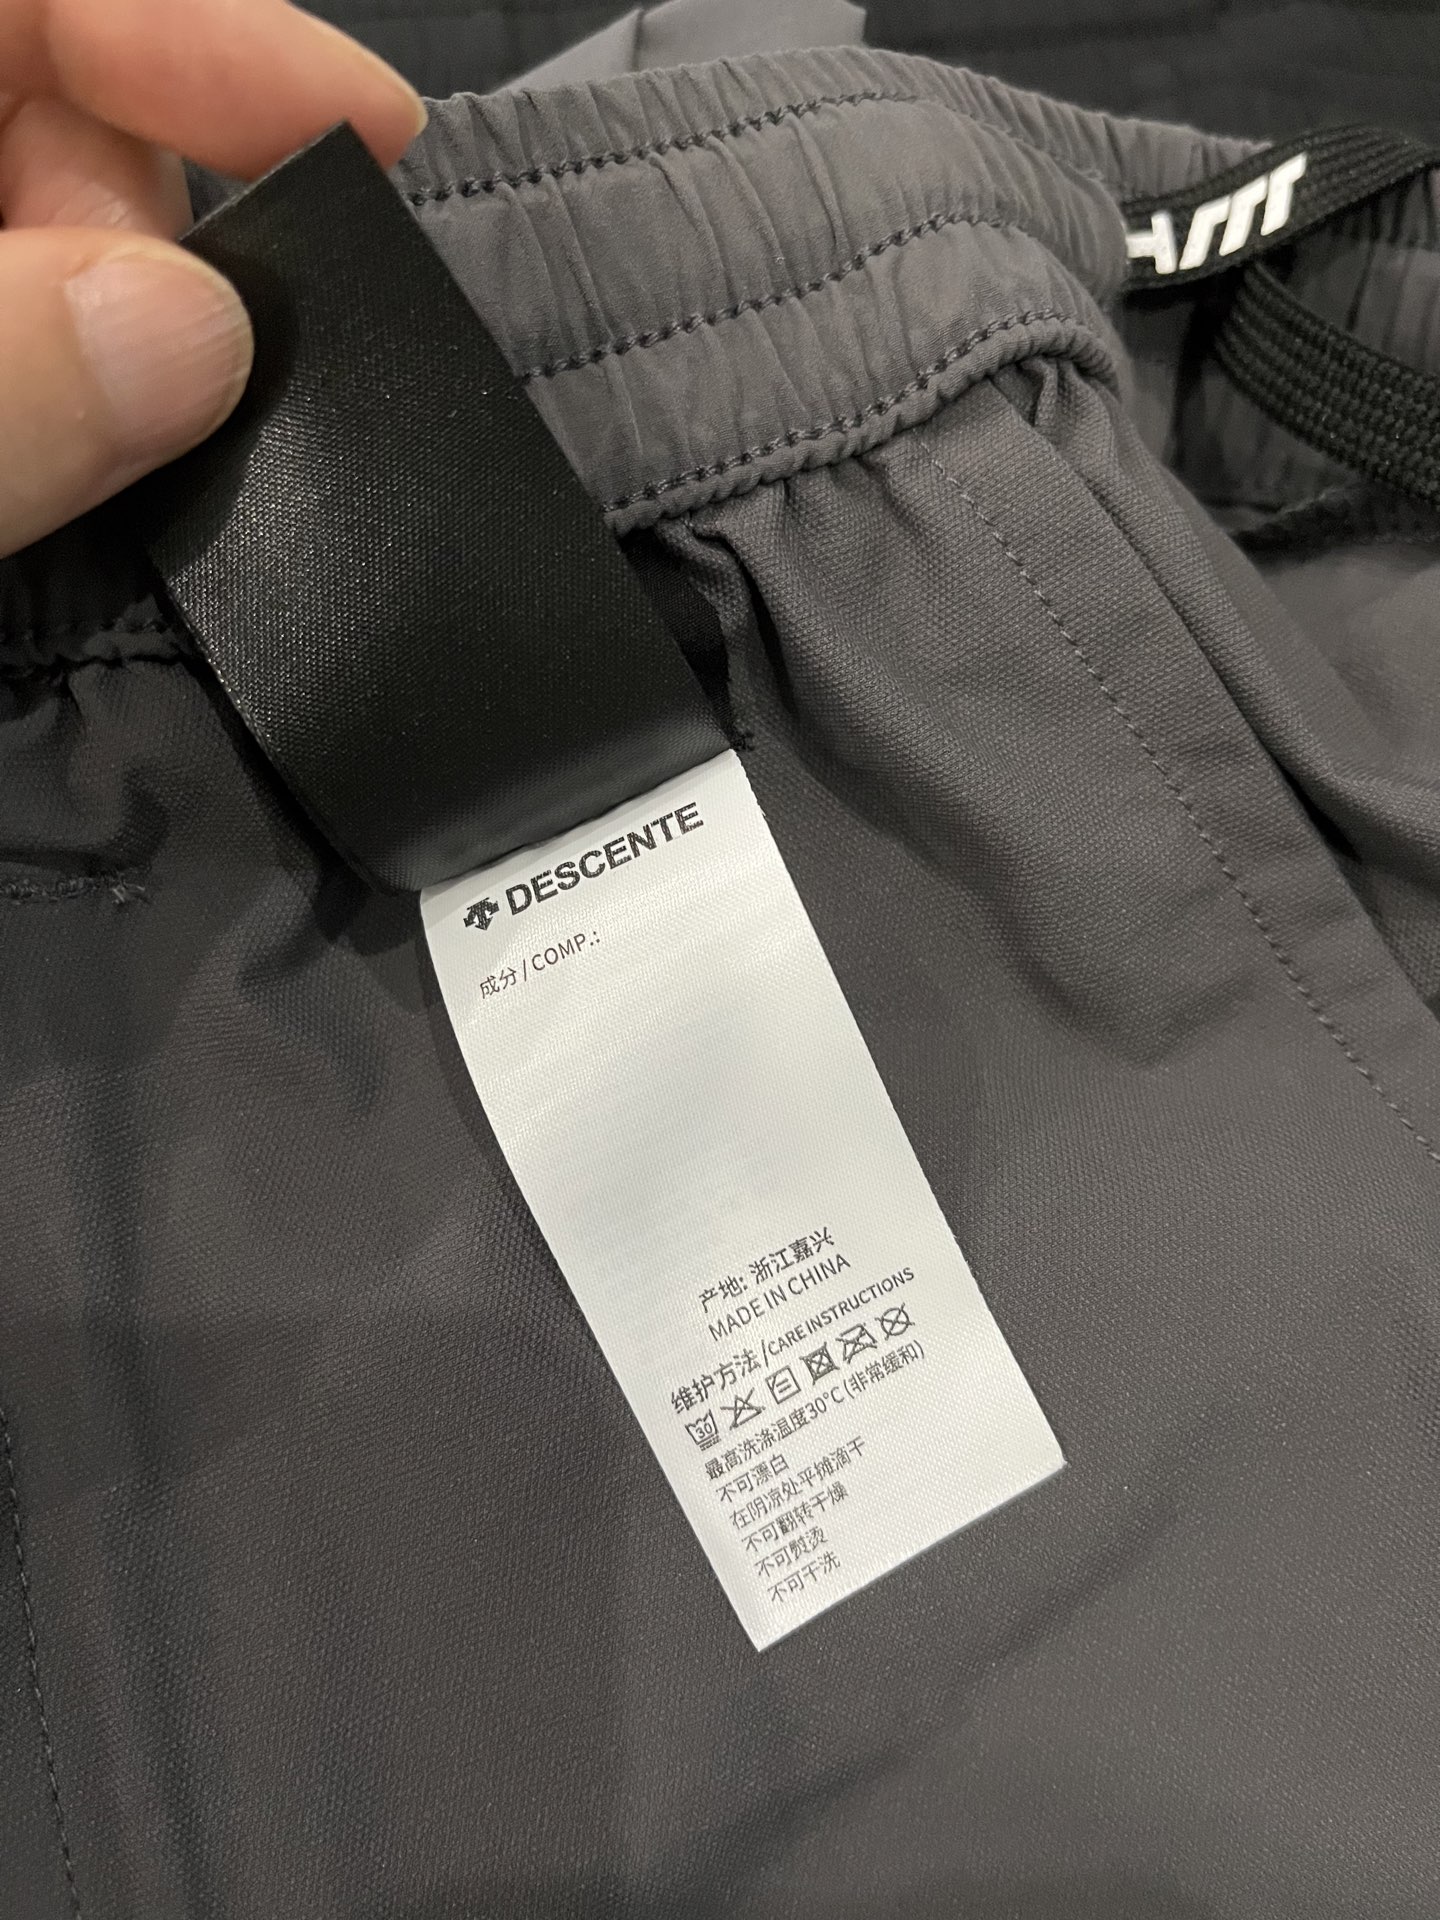 DESCENTE
成分/COMP.:
产地: 浙江嘉兴
MADE IN CHINA
维护方法/CARE INSTRUCTIONS
30
最高洗涤温度30℃(非常缓和)
不可漂白
在阴凉处平摊滴干
不可翻转干燥
不可熨烫
不可干洗